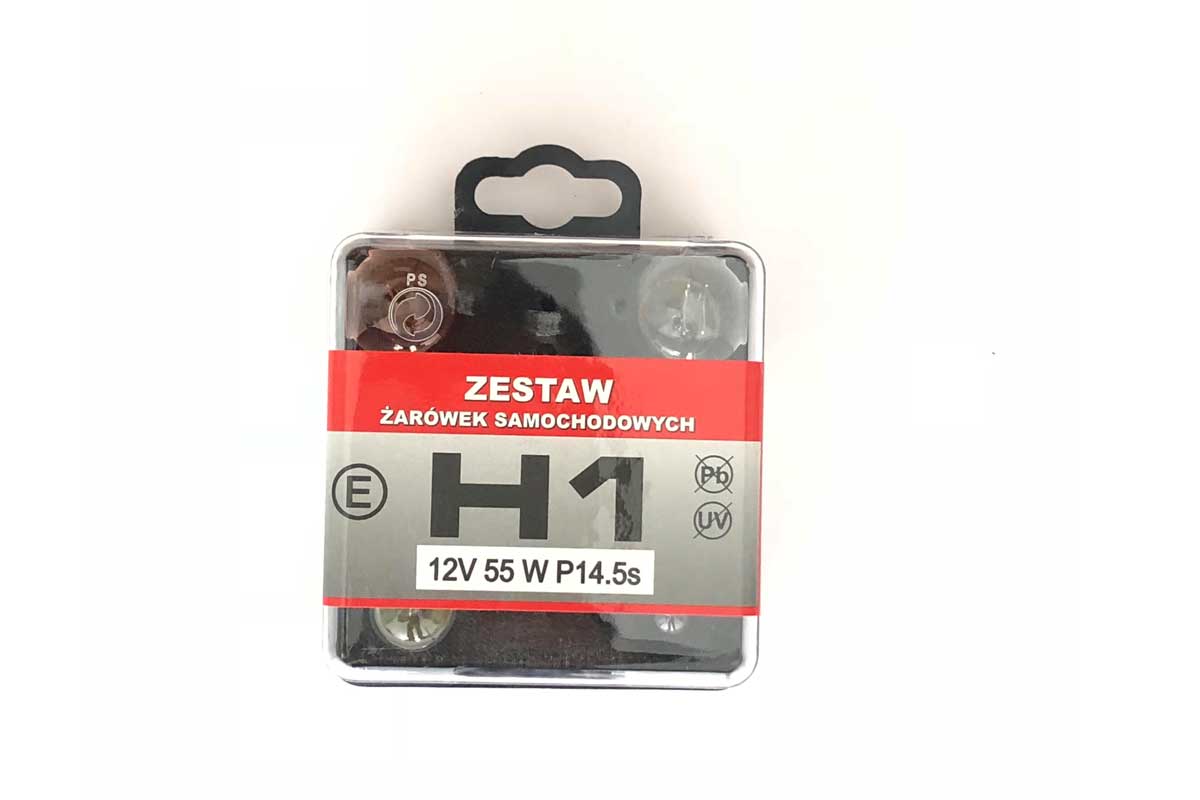 PS
ZESTAW
ŻARÓWEK SAMOCHODOWYCH
E
H1
Pb
UV
12V 55 W P14.5s